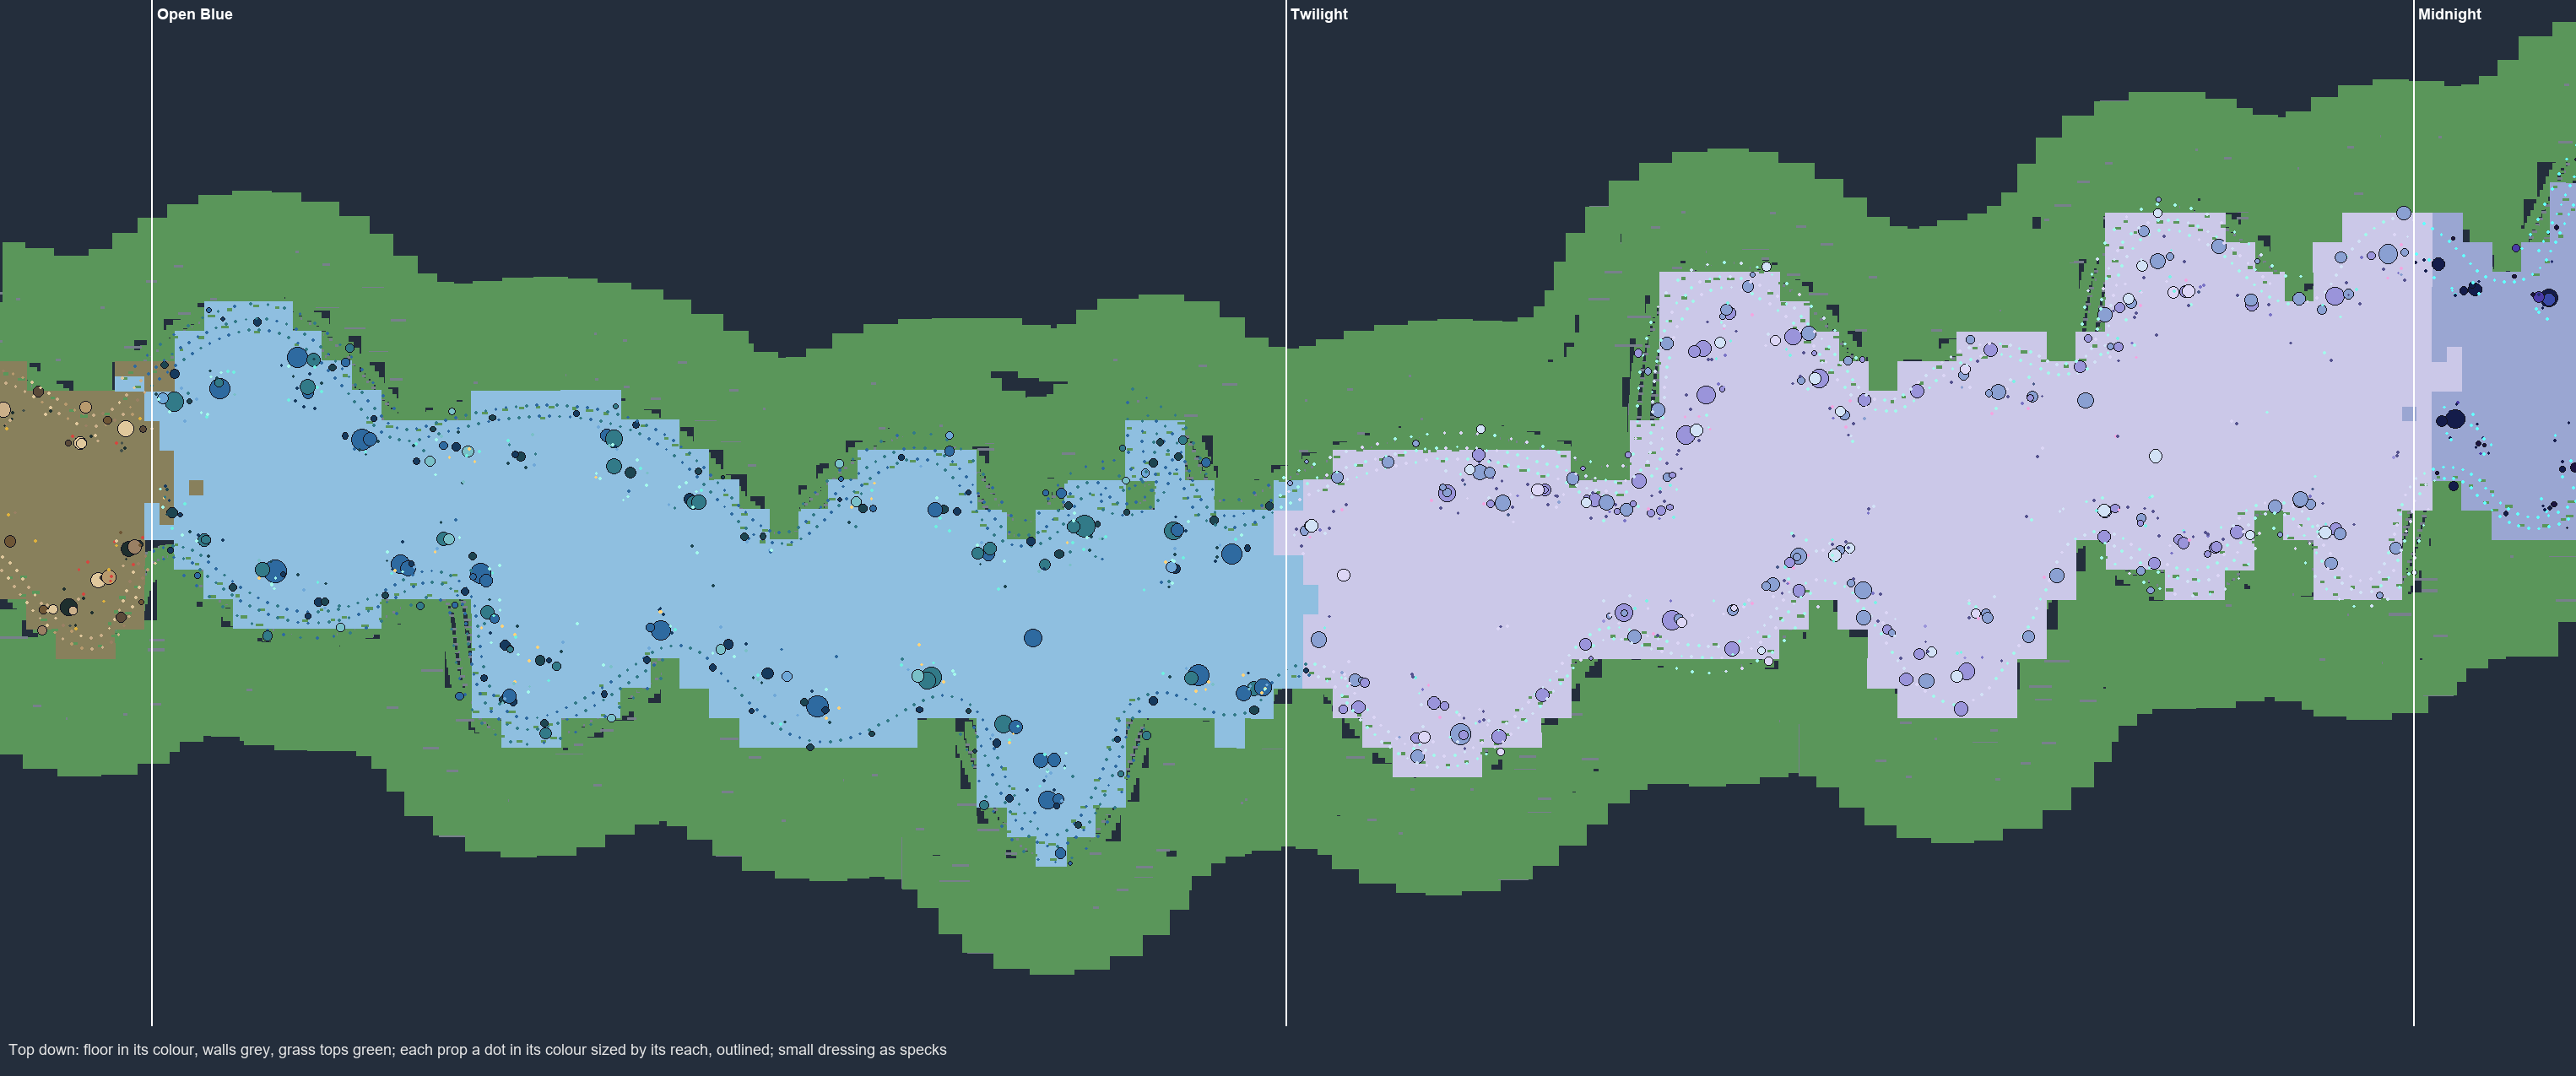 Open Blue
Twilight
Midnight
Top down: floor in its colour, walls grey, grass tops green; each prop a dot in its colour sized by its reach, outlined; small dressing as specks